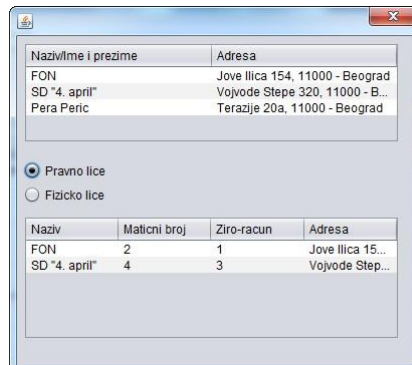 Naziv/Ime i prezime Adresa
FON Jove Ilica 154, 11000 - Beograd
SD "4. april" Vojvode Stepe 320, 11000 - B...
Pera Peric Terazije 20a, 11000 - Beograd
Pravno lice
Fizicko lice
Naziv Maticni broj Ziro-racun Adresa
FON 2 1 Jove Ilica 15...
SD "4. april" 4 3 Vojvode Step...